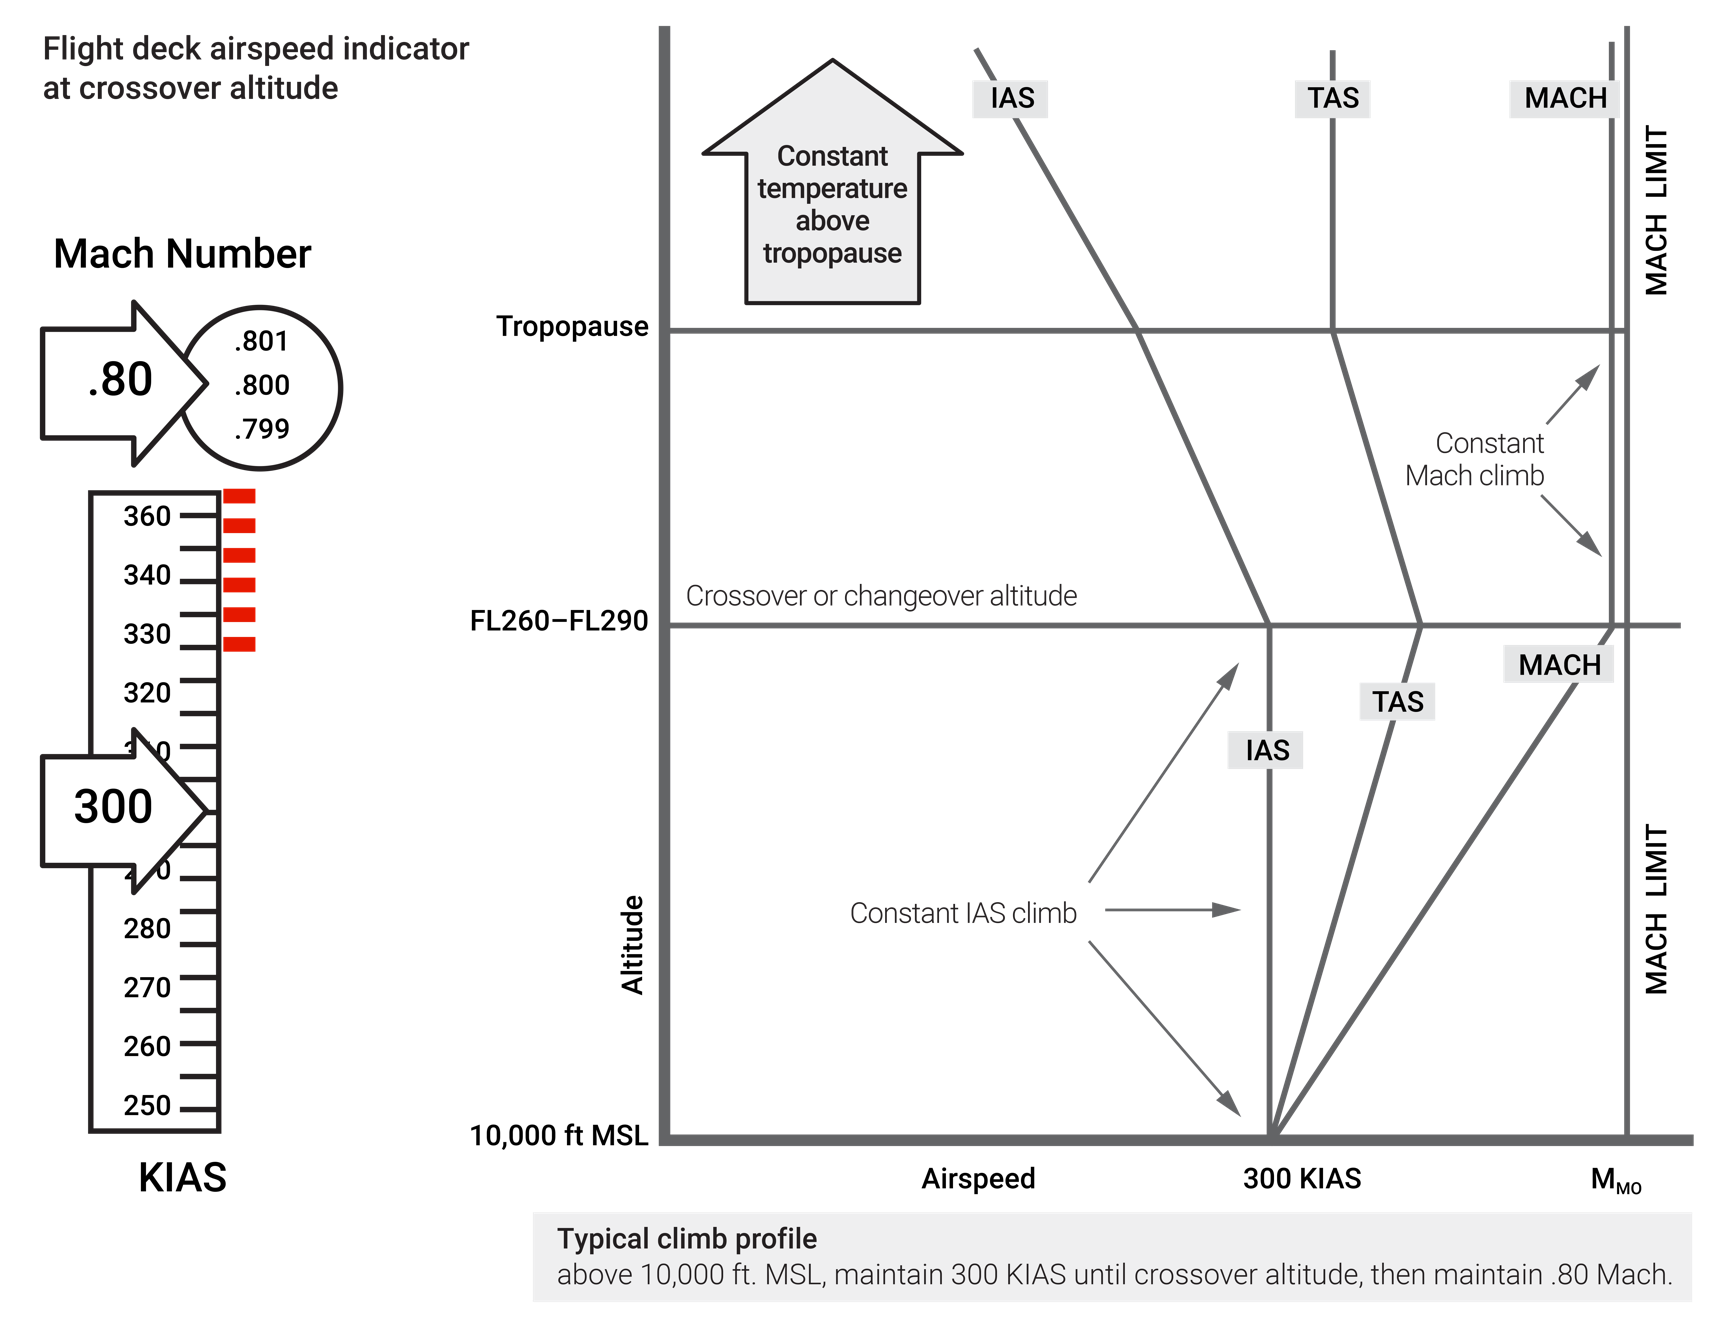 Flight deck airspeed indicator
at crossover altitude
Mach Number
.80
.801
.800
.799
360
340
330
320
300
280
270
260
250
KIAS
Constant
temperature
above
tropopause
IAS
TAS
MACH
MACH LIMIT
Tropopause
Constant
Mach climb
Crossover or changeover altitude
FL260–FL290
MACH
TAS
IAS
Constant IAS climb
MACH LIMIT
Altitude
10,000 ft MSL
Airspeed
300 KIAS
MMO
Typical climb profile
above 10,000 ft. MSL, maintain 300 KIAS until crossover altitude, then maintain .80 Mach.